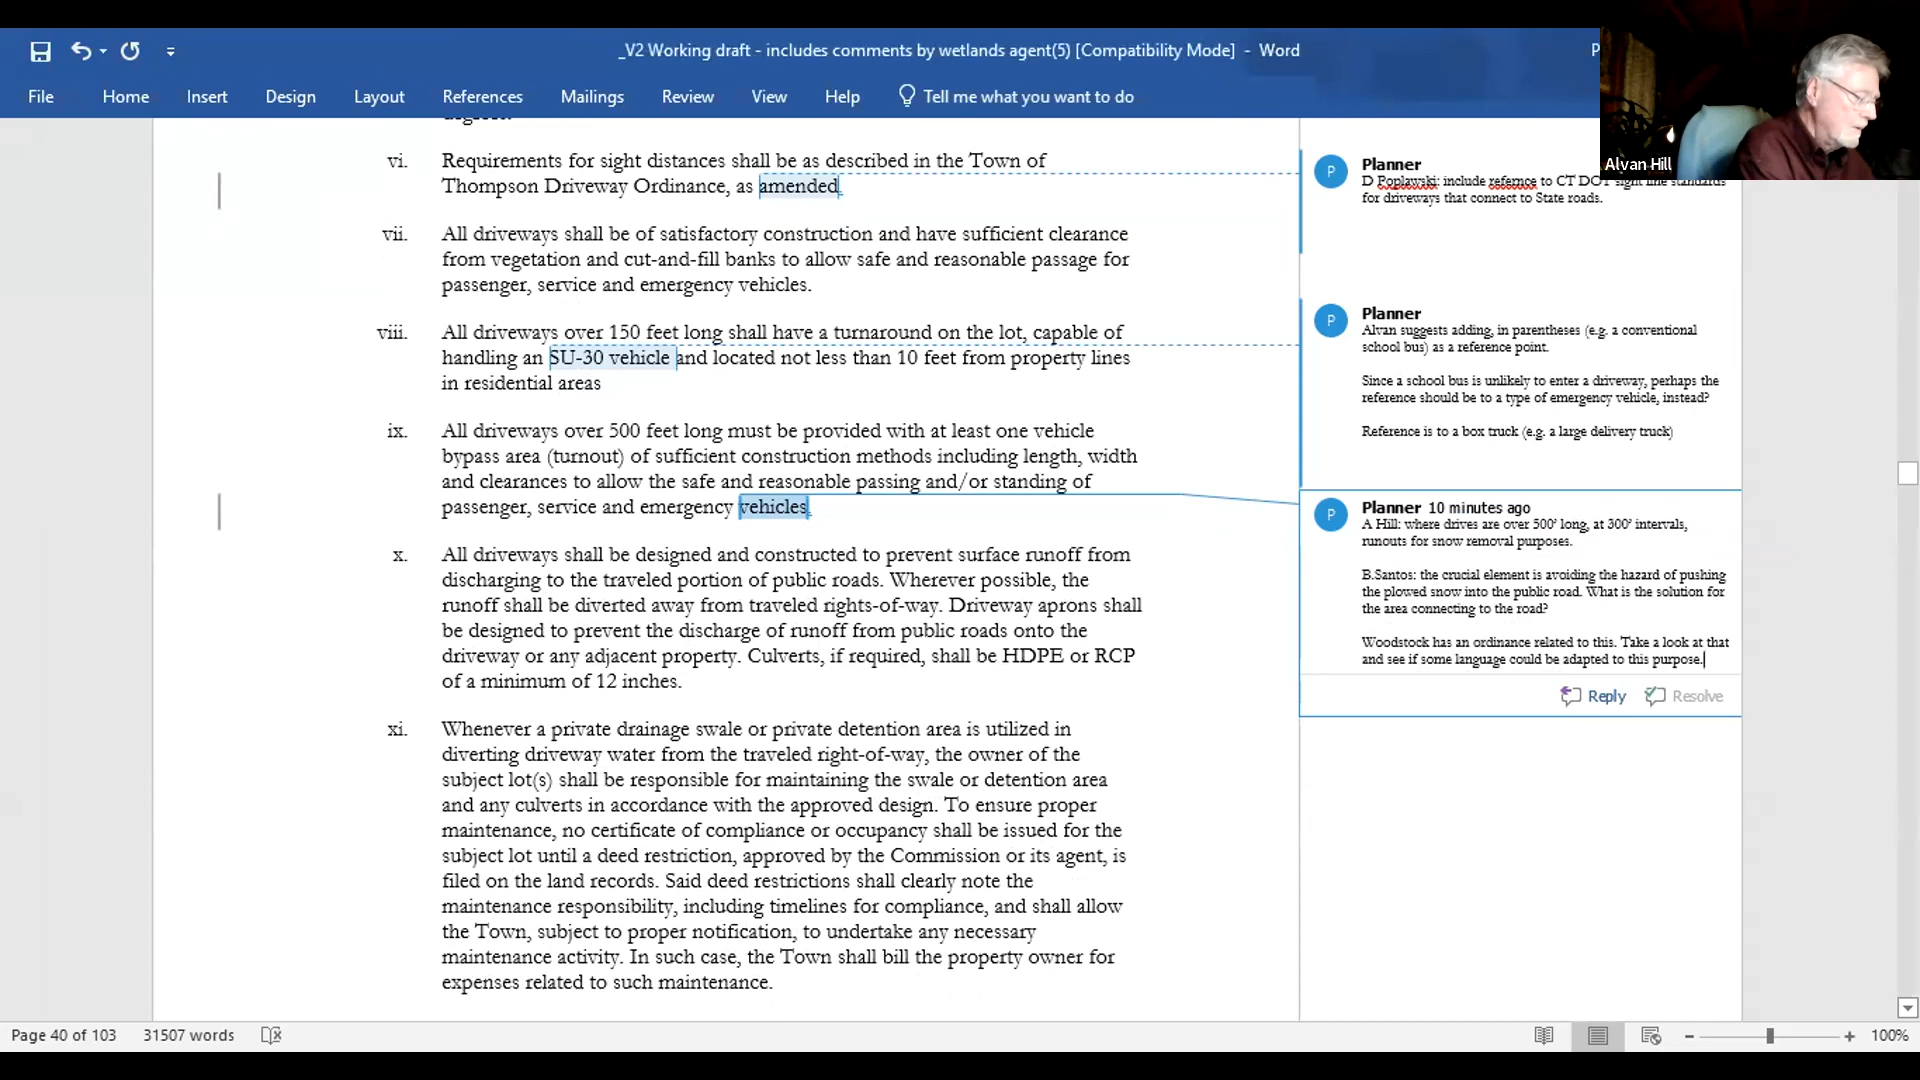 _V2 Working draft - includes comments by wetlands agent(5) [Compatibility Mode] - Word
P
File Home Insert Design Layout References Mailings Review View Help Tell me what you want to do
Alvan Hill
vi. Requirements for sight distances shall be as described in the Town of
Thompson Driveway Ordinance, as amended.
vii. All driveways shall be of satisfactory construction and have sufficient clearance
from vegetation and cut-and-fill banks to allow safe and reasonable passage for
passenger, service and emergency vehicles.
viii. All driveways over 150 feet long shall have a turnaround on the lot, capable of
handling an SU-30 vehicle and located not less than 10 feet from property lines
in residential areas
ix. All driveways over 500 feet long must be provided with at least one vehicle
bypass area (turnout) of sufficient construction methods including length, width
and clearances to allow the safe and reasonable passing and/or standing of
passenger, service and emergency vehicles.
x. All driveways shall be designed and constructed to prevent surface runoff from
discharging to the traveled portion of public roads. Wherever possible, the
runoff shall be diverted away from traveled rights-of-way. Driveway aprons shall
be designed to prevent the discharge of runoff from public roads onto the
driveway or any adjacent property. Culverts, if required, shall be HDPE or RCP
of a minimum of 12 inches.
xi. Whenever a private drainage swale or private detention area is utilized in
diverting driveway water from the traveled right-of-way, the owner of the
subject lot(s) shall be responsible for maintaining the swale or detention area
and any culverts in accordance with the approved design. To ensure proper
maintenance, no certificate of compliance or occupancy shall be issued for the
subject lot until a deed restriction, approved by the Commission or its agent, is
filed on the land records. Said deed restrictions shall clearly note the
maintenance responsibility, including timelines for compliance, and shall allow
the Town, subject to proper notification, to undertake any necessary
maintenance activity. In such case, the Town shall bill the property owner for
expenses related to such maintenance.
P Planner
D Poplawski: include refernce to CT DOT sight line standards
for driveways that connect to State roads.
P Planner
Alvan suggests adding, in parentheses (e.g. a conventional
school bus) as a reference point.
Since a school bus is unlikely to enter a driveway, perhaps the
reference should be to a type of emergency vehicle, instead?
Reference is to a box truck (e.g. a large delivery truck)
P Planner 10 minutes ago
A Hill: where drives are over 500' long, at 300' intervals,
runouts for snow removal purposes.
B.Santos: the crucial element is avoiding the hazard of pushing
the plowed snow into the public road. What is the solution for
the area connecting to the road?
Woodstock has an ordinance related to this. Take a look at that
and see if some language could be adapted to this purpose.
Reply Resolve
Page 40 of 103 31507 words 100%